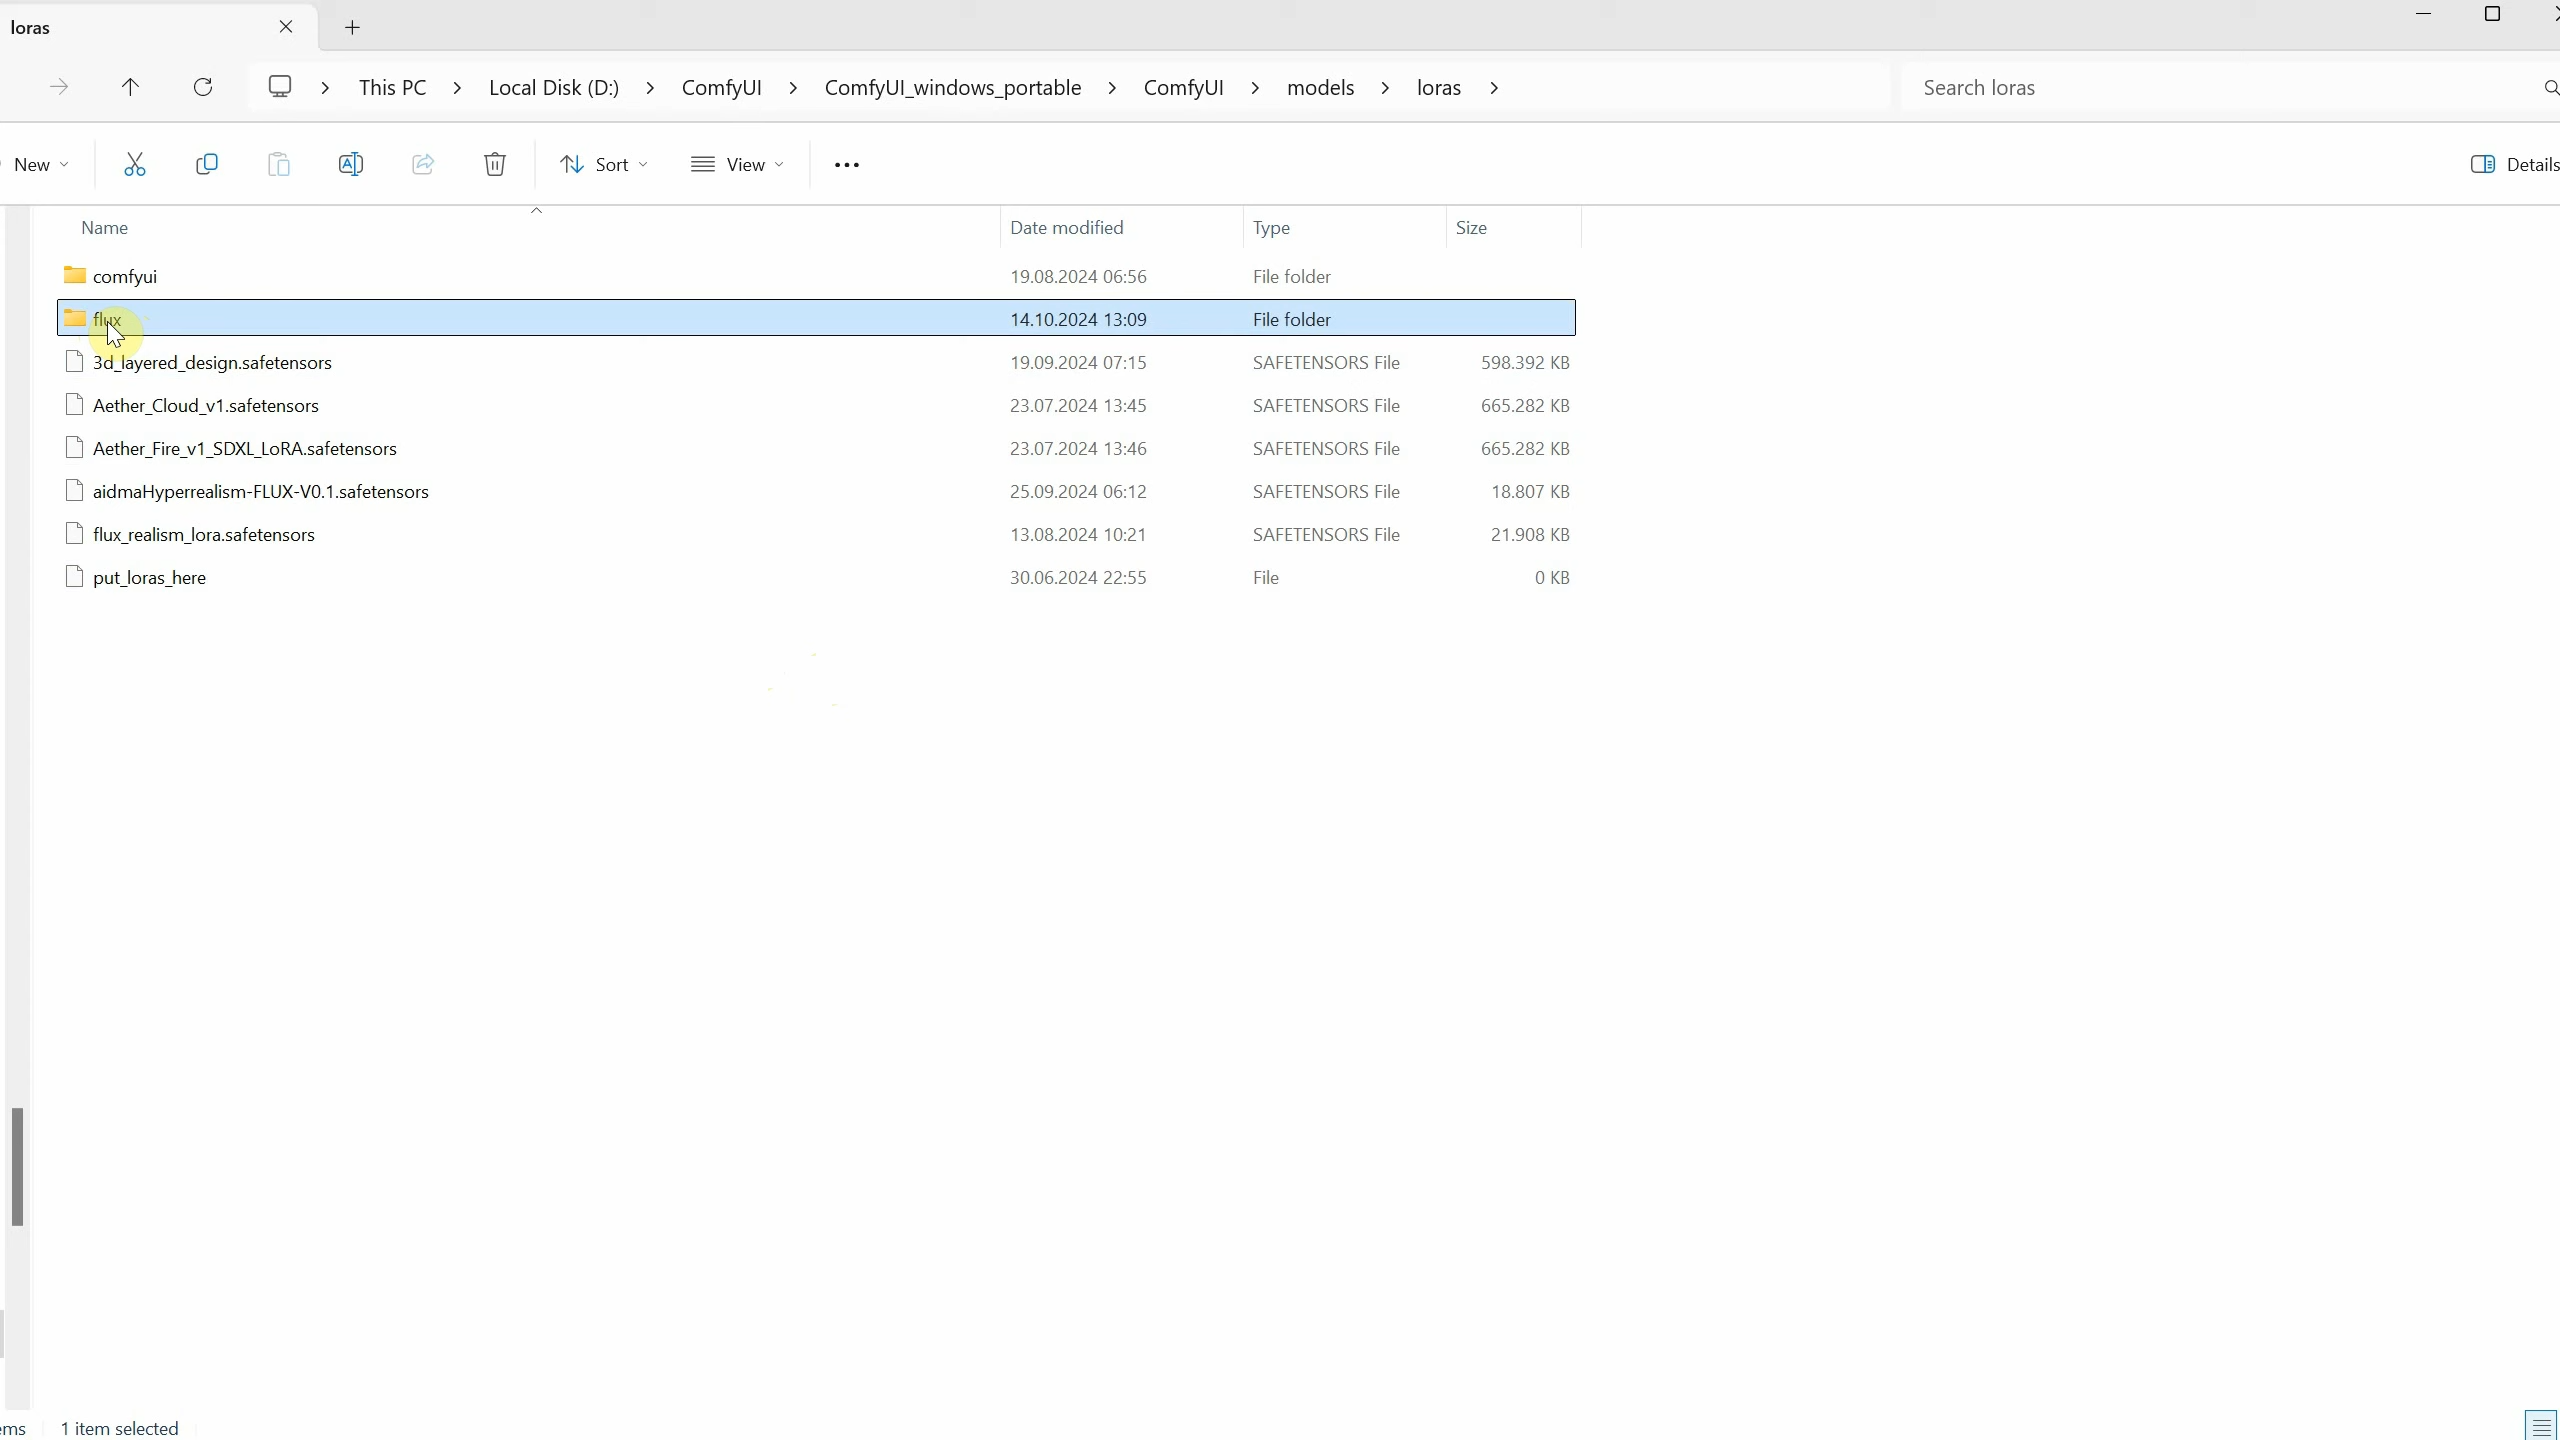 loras
This PC > Local Disk (D:) > ComfyUI > ComfyUI_windows_portable > ComfyUI > models > loras >
Search loras
New
Sort
View
Details
Name Date modified Type Size
comfyui 19.08.2024 06:56 File folder
flux 14.10.2024 13:09 File folder
3d_layered_design.safetensors 19.09.2024 07:15 SAFETENSORS File 598.392 KB
Aether_Cloud_v1.safetensors 23.07.2024 13:45 SAFETENSORS File 665.282 KB
Aether_Fire_v1_SDXL_LoRA.safetensors 23.07.2024 13:46 SAFETENSORS File 665.282 KB
aidmaHyperrealism-FLUX-V0.1.safetensors 25.09.2024 06:12 SAFETENSORS File 18.807 KB
flux_realism_lora.safetensors 13.08.2024 10:21 SAFETENSORS File 21.908 KB
put_loras_here 30.06.2024 22:55 File 0 KB
ems 1 item selected